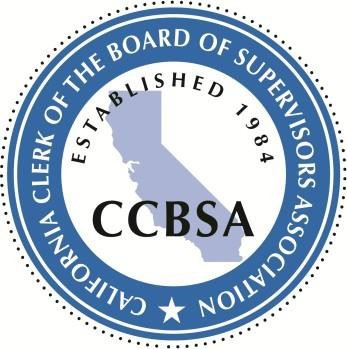 CALIFORNIA CLERK OF THE BOARD OF SUPERVISORS ASSOCIATION
ESTABLISHED 1984
CCBSA